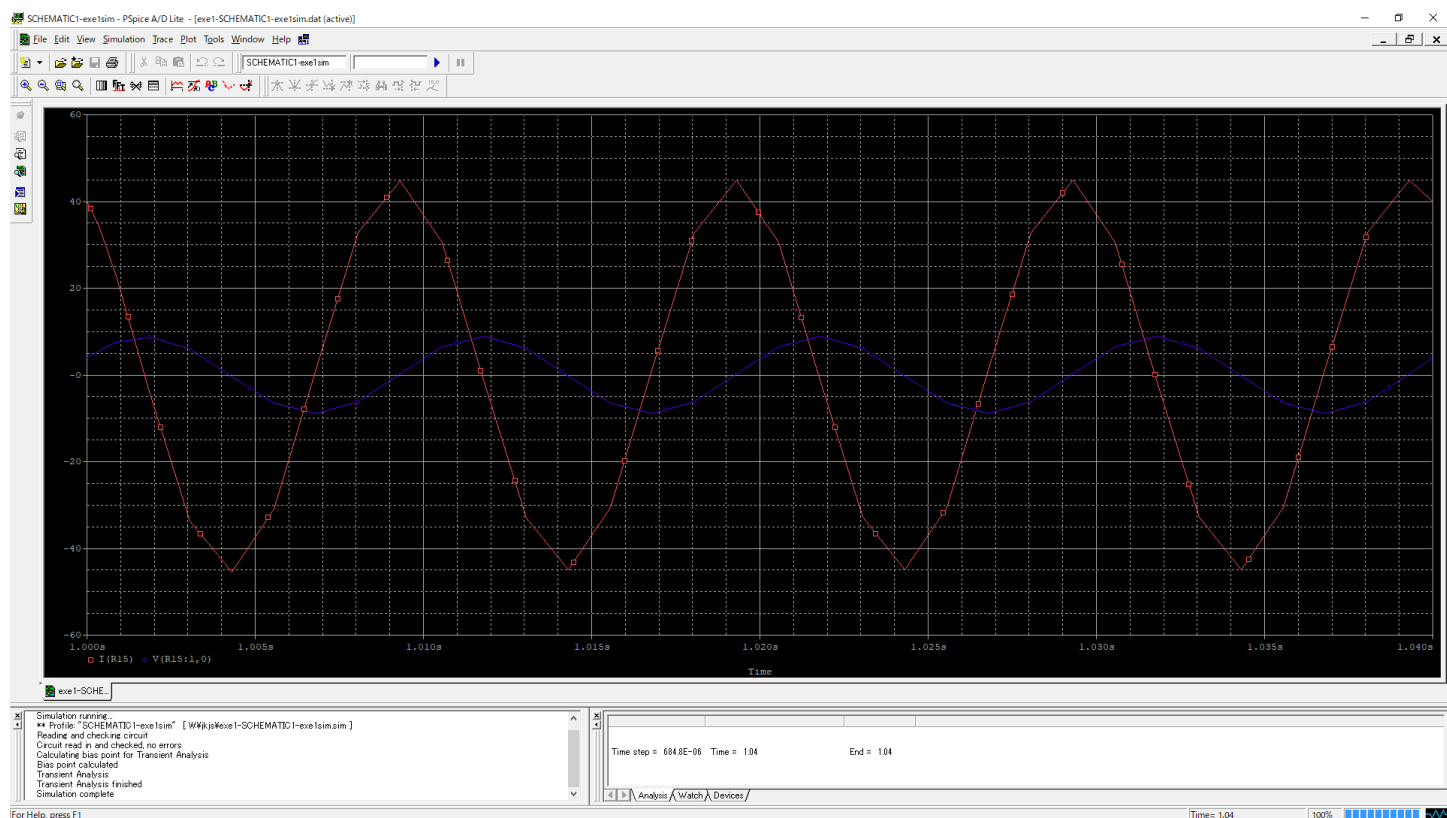 SCHEMATIC1-exe1sim - PSpice A/D Lite - [exe1-SCHEMATIC1-exe1sim.dat (active)]
File Edit View Simulation Trace Plot Tools Window Help
SCHEMATIC1-exe1sim
60
40
20
-0
-20
-40
-60
1.000s 1.005s 1.010s 1.015s 1.020s 1.025s 1.030s 1.035s 1.040s
I(R15) V(R15:1,0)
Time
exe1-SCHE...
Simulation running...
** Profile: "SCHEMATIC1-exe1sim" [ W¥jkjs¥exe1-SCHEMATIC1-exe1sim.sim ]
Reading and checking circuit
Circuit read in and checked, no errors
Calculating bias point for Transient Analysis
Bias point calculated
Transient Analysis
Transient Analysis finished
Simulation complete
Time step = 684.8E-06 Time = 1.04 End = 1.04
Analysis Watch Devices
For Help, press F1
Time= 1.04 100%